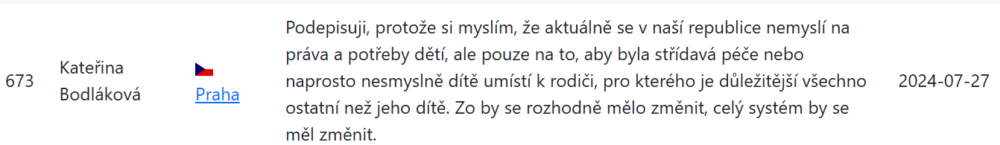 Podepisuji, protože si myslím, že aktuálně se v naší republice nemyslí na
práva a potřeby dětí, ale pouze na to, aby byla střídavá péče nebo
673 Kateřina Bodláková Praha naprosto nesmyslně dítě umístí k rodiči, pro kterého je důležitější všechno 2024-07-27
ostatní než jeho dítě. Zo by se rozhodně mělo změnit, celý systém by se
měl změnit.